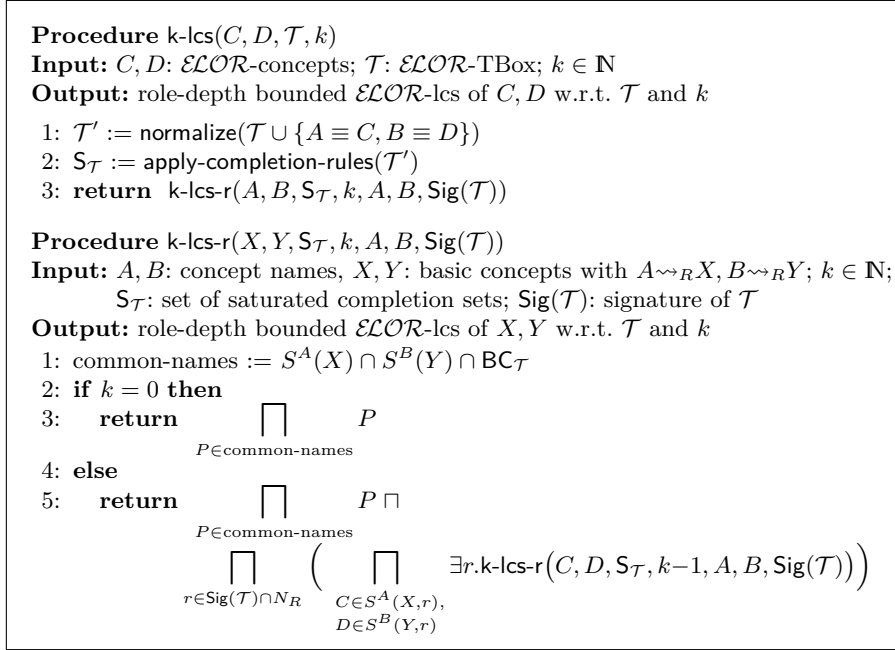 Procedure k-lcs(C, D, 𝒯, k)
Input: C, D: ℰℒ𝒪ℛ-concepts; 𝒯: ℰℒ𝒪ℛ-TBox; k ∈ ℕ
Output: role-depth bounded ℰℒ𝒪ℛ-lcs of C, D w.r.t. 𝒯 and k
1: 𝒯′ := normalize(𝒯 ∪ {A ≡ C, B ≡ D})
2: S_𝒯 := apply-completion-rules(𝒯′)
3: return k-lcs-r(A, B, S_𝒯, k, A, B, Sig(𝒯))
Procedure k-lcs-r(X, Y, S_𝒯, k, A, B, Sig(𝒯))
Input: A, B: concept names, X, Y: basic concepts with A⇝_R X, B⇝_R Y; k ∈ ℕ;
S_𝒯: set of saturated completion sets; Sig(𝒯): signature of 𝒯
Output: role-depth bounded ℰℒ𝒪ℛ-lcs of X, Y w.r.t. 𝒯 and k
1: common-names := S^A(X) ∩ S^B(Y) ∩ BC_𝒯
2: if k = 0 then
3: return ⨅ P
P∈common-names
4: else
5: return ⨅ P ⊓
P∈common-names
⨅ ( ⨅ ∃r.k-lcs-r(C, D, S_𝒯, k−1, A, B, Sig(𝒯)))
r∈Sig(𝒯)∩N_R C∈S^A(X,r),
D∈S^B(Y,r)